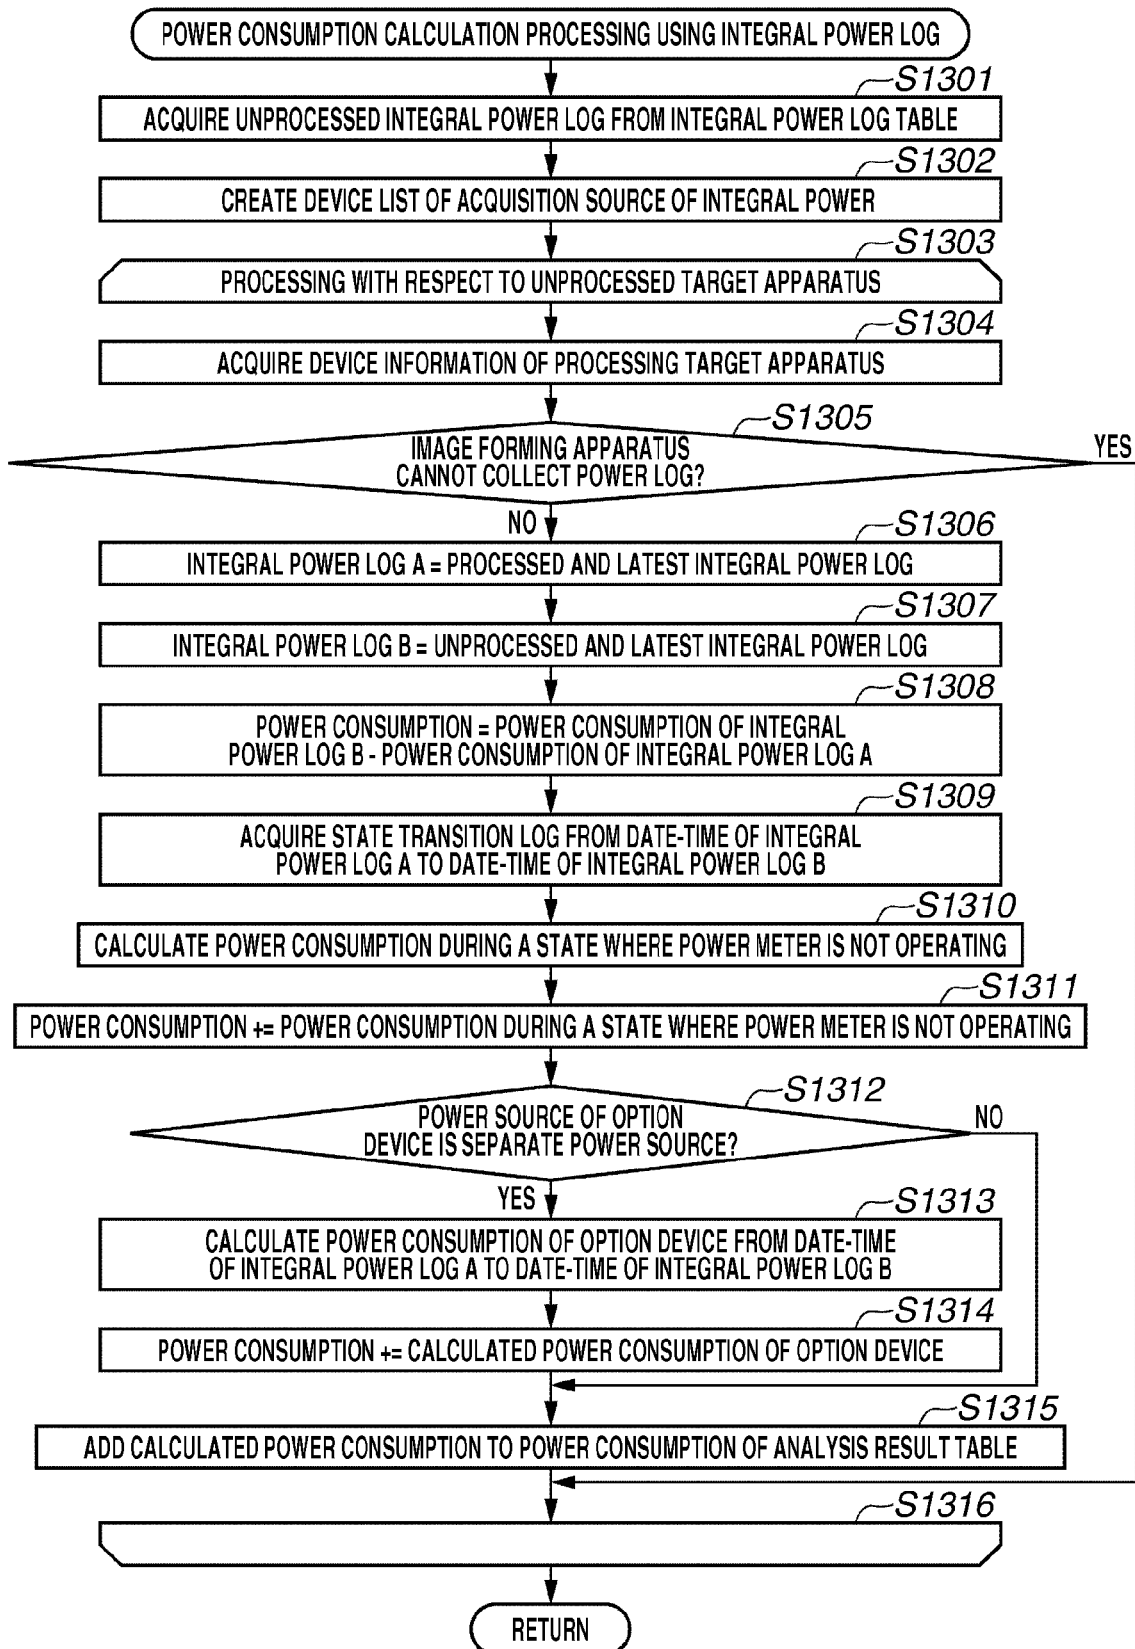 POWER CONSUMPTION CALCULATION PROCESSING USING INTEGRAL POWER LOG
S1301
ACQUIRE UNPROCESSED INTEGRAL POWER LOG FROM INTEGRAL POWER LOG TABLE
S1302
CREATE DEVICE LIST OF ACQUISITION SOURCE OF INTEGRAL POWER
S1303
PROCESSING WITH RESPECT TO UNPROCESSED TARGET APPARATUS
S1304
ACQUIRE DEVICE INFORMATION OF PROCESSING TARGET APPARATUS
S1305
IMAGE FORMING APPARATUS
CANNOT COLLECT POWER LOG?
YES
NO
S1306
INTEGRAL POWER LOG A = PROCESSED AND LATEST INTEGRAL POWER LOG
S1307
INTEGRAL POWER LOG B = UNPROCESSED AND LATEST INTEGRAL POWER LOG
S1308
POWER CONSUMPTION = POWER CONSUMPTION OF INTEGRAL
POWER LOG B - POWER CONSUMPTION OF INTEGRAL POWER LOG A
S1309
ACQUIRE STATE TRANSITION LOG FROM DATE-TIME OF INTEGRAL
POWER LOG A TO DATE-TIME OF INTEGRAL POWER LOG B
S1310
CALCULATE POWER CONSUMPTION DURING A STATE WHERE POWER METER IS NOT OPERATING
S1311
POWER CONSUMPTION += POWER CONSUMPTION DURING A STATE WHERE POWER METER IS NOT OPERATING
S1312
POWER SOURCE OF OPTION
DEVICE IS SEPARATE POWER SOURCE?
NO
YES
S1313
CALCULATE POWER CONSUMPTION OF OPTION DEVICE FROM DATE-TIME
OF INTEGRAL POWER LOG A TO DATE-TIME OF INTEGRAL POWER LOG B
S1314
POWER CONSUMPTION += CALCULATED POWER CONSUMPTION OF OPTION DEVICE
S1315
ADD CALCULATED POWER CONSUMPTION TO POWER CONSUMPTION OF ANALYSIS RESULT TABLE
S1316
RETURN